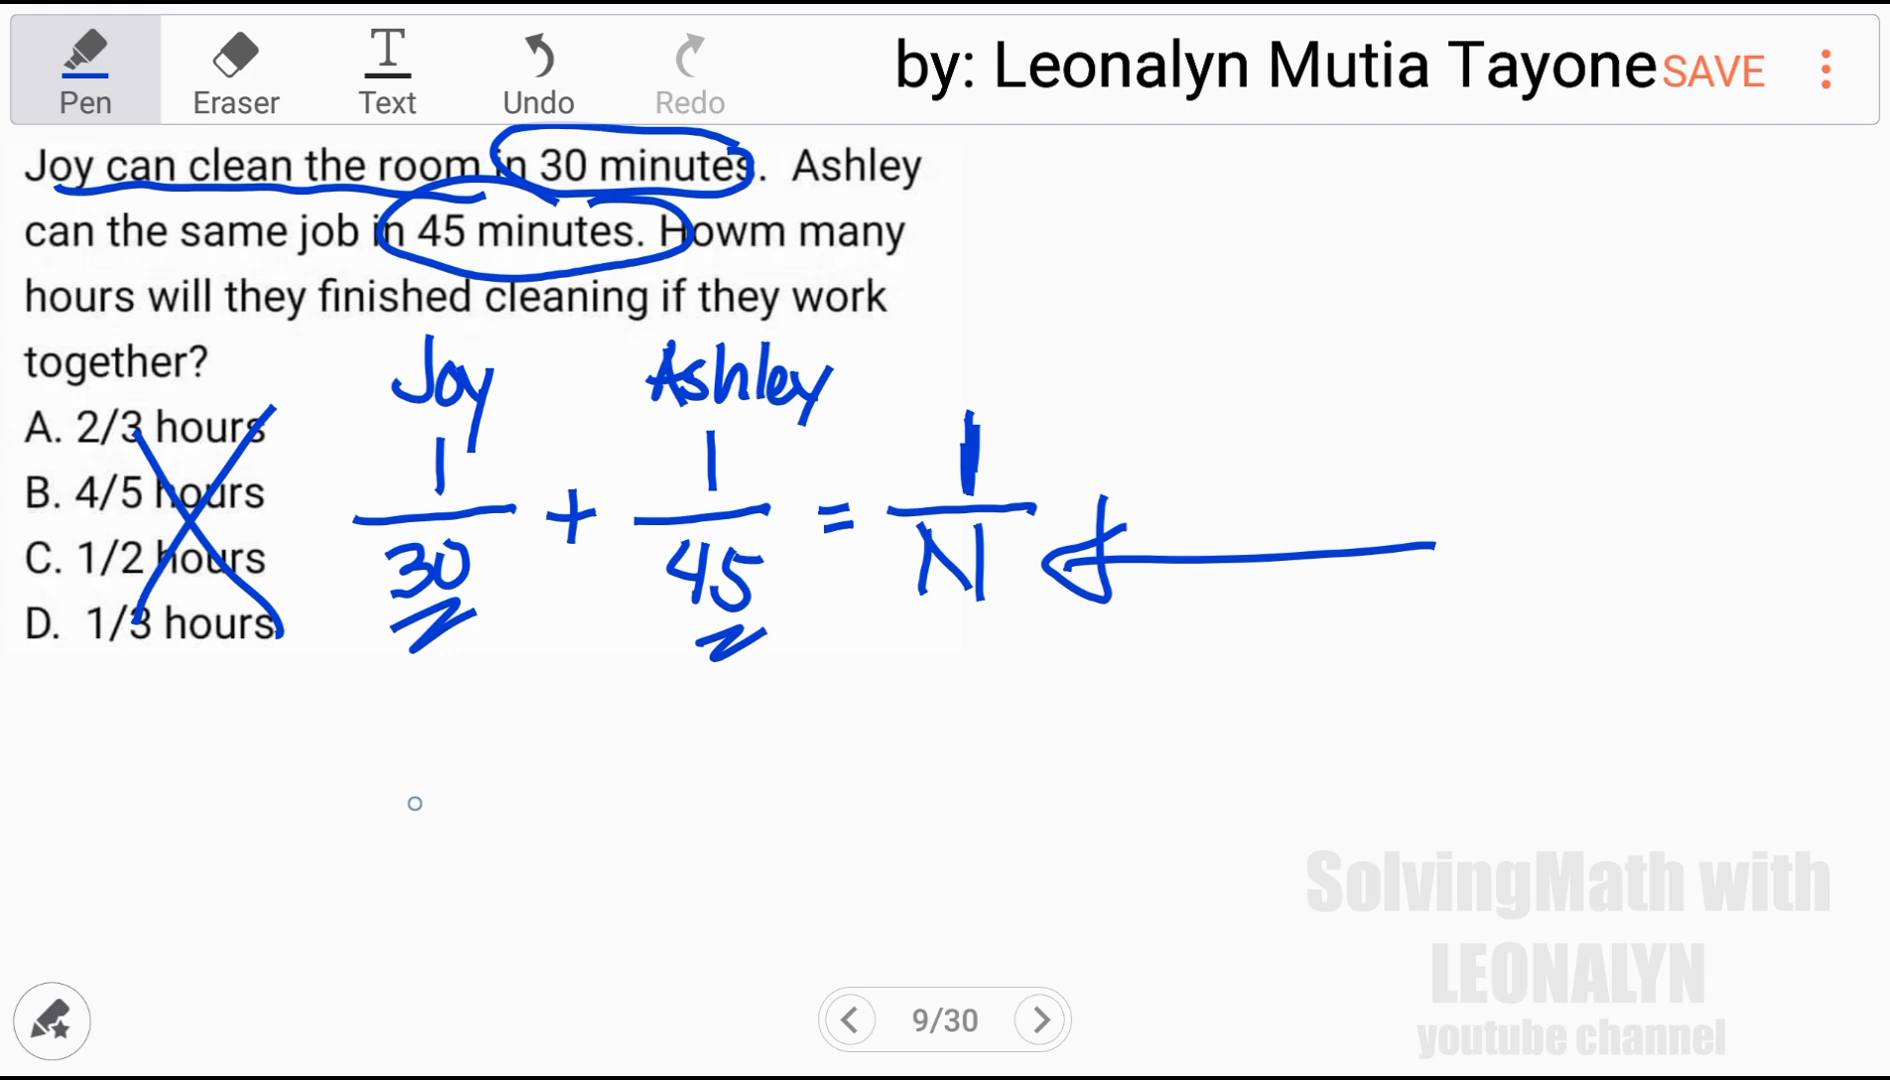 by: Leonalyn Mutia Tayone
SAVE
Pen
Eraser
T
Text
Undo
Redo
Joy can clean the room in 30 minutes. Ashley
can the same job in 45 minutes. Howm many
hours will they finished cleaning if they work
together?
A. 2/3 hours
B. 4/5 hours
C. 1/2 hours
D. 1/3 hours
Joy Ashley
1 1 1
+ =
30 45 N
SolvingMath with
LEONALYN
youtube channel
9/30